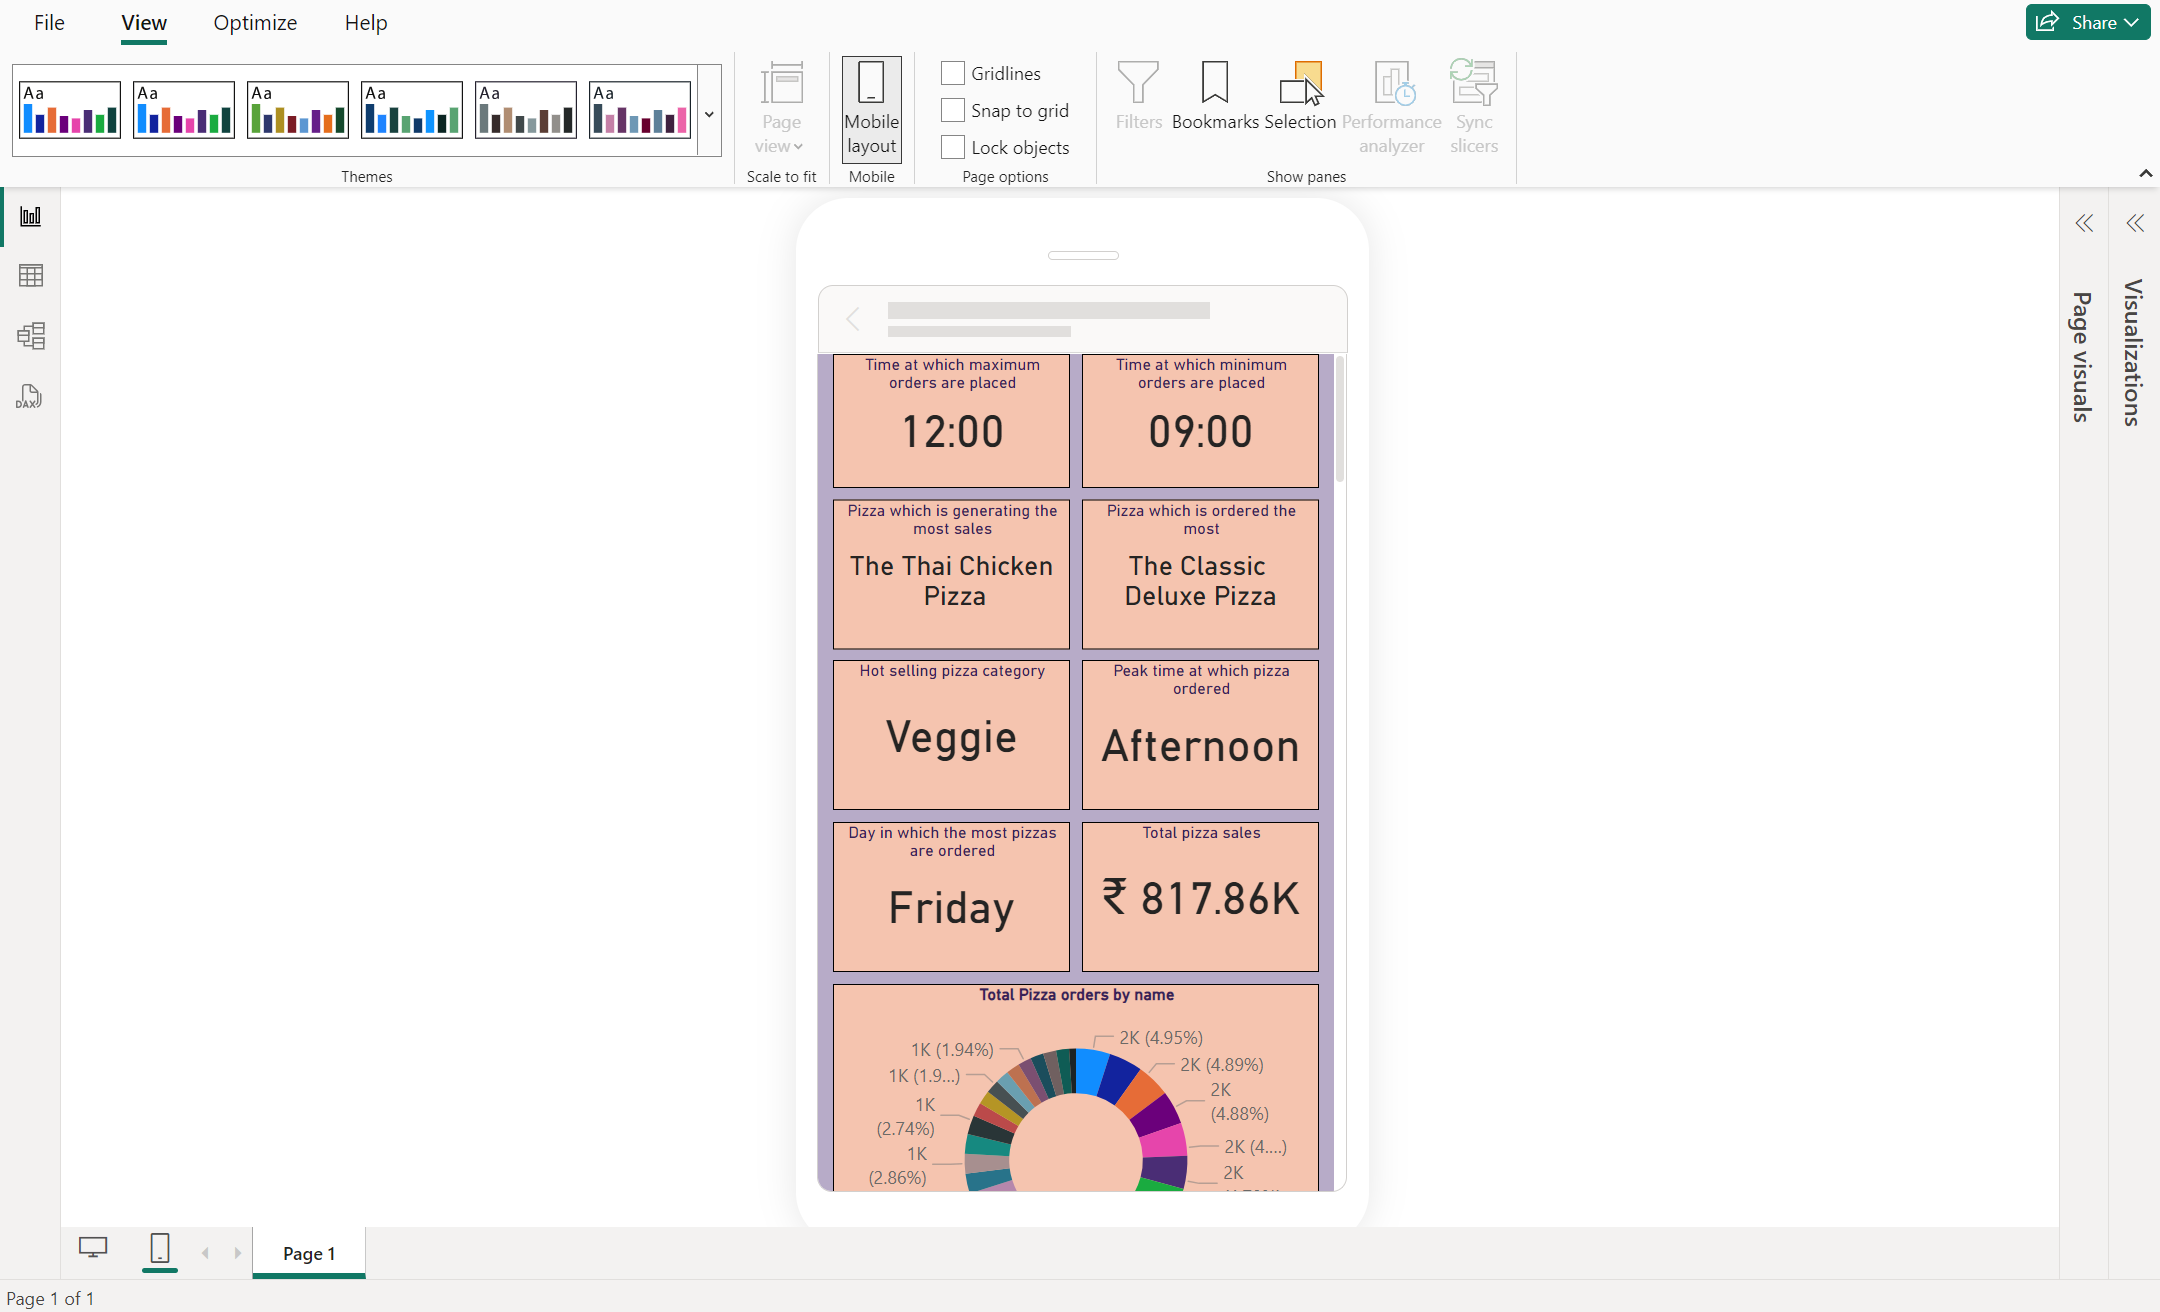 File View Optimize Help Share
Aa Aa Aa Aa Aa Aa
Page view
Mobile layout
Gridlines
Snap to grid
Lock objects
Filters Bookmarks Selection Performance analyzer Sync slicers
Themes Scale to fit Mobile Page options Show panes
DAX
Page visuals
Visualizations
Time at which maximum
orders are placed
12:00
Time at which minimum
orders are placed
09:00
Pizza which is generating the
most sales
The Thai Chicken
Pizza
Pizza which is ordered the
most
The Classic
Deluxe Pizza
Hot selling pizza category
Veggie
Peak time at which pizza
ordered
Afternoon
Day in which the most pizzas
are ordered
Friday
Total pizza sales
₹ 817.86K
Total Pizza orders by name
2K (4.95%)
2K (4.89%)
2K
(4.88%)
2K (4....)
2K
1K (1.94%)
1K (1.9...)
1K
(2.74%)
1K
(2.86%)
Page 1
Page 1 of 1